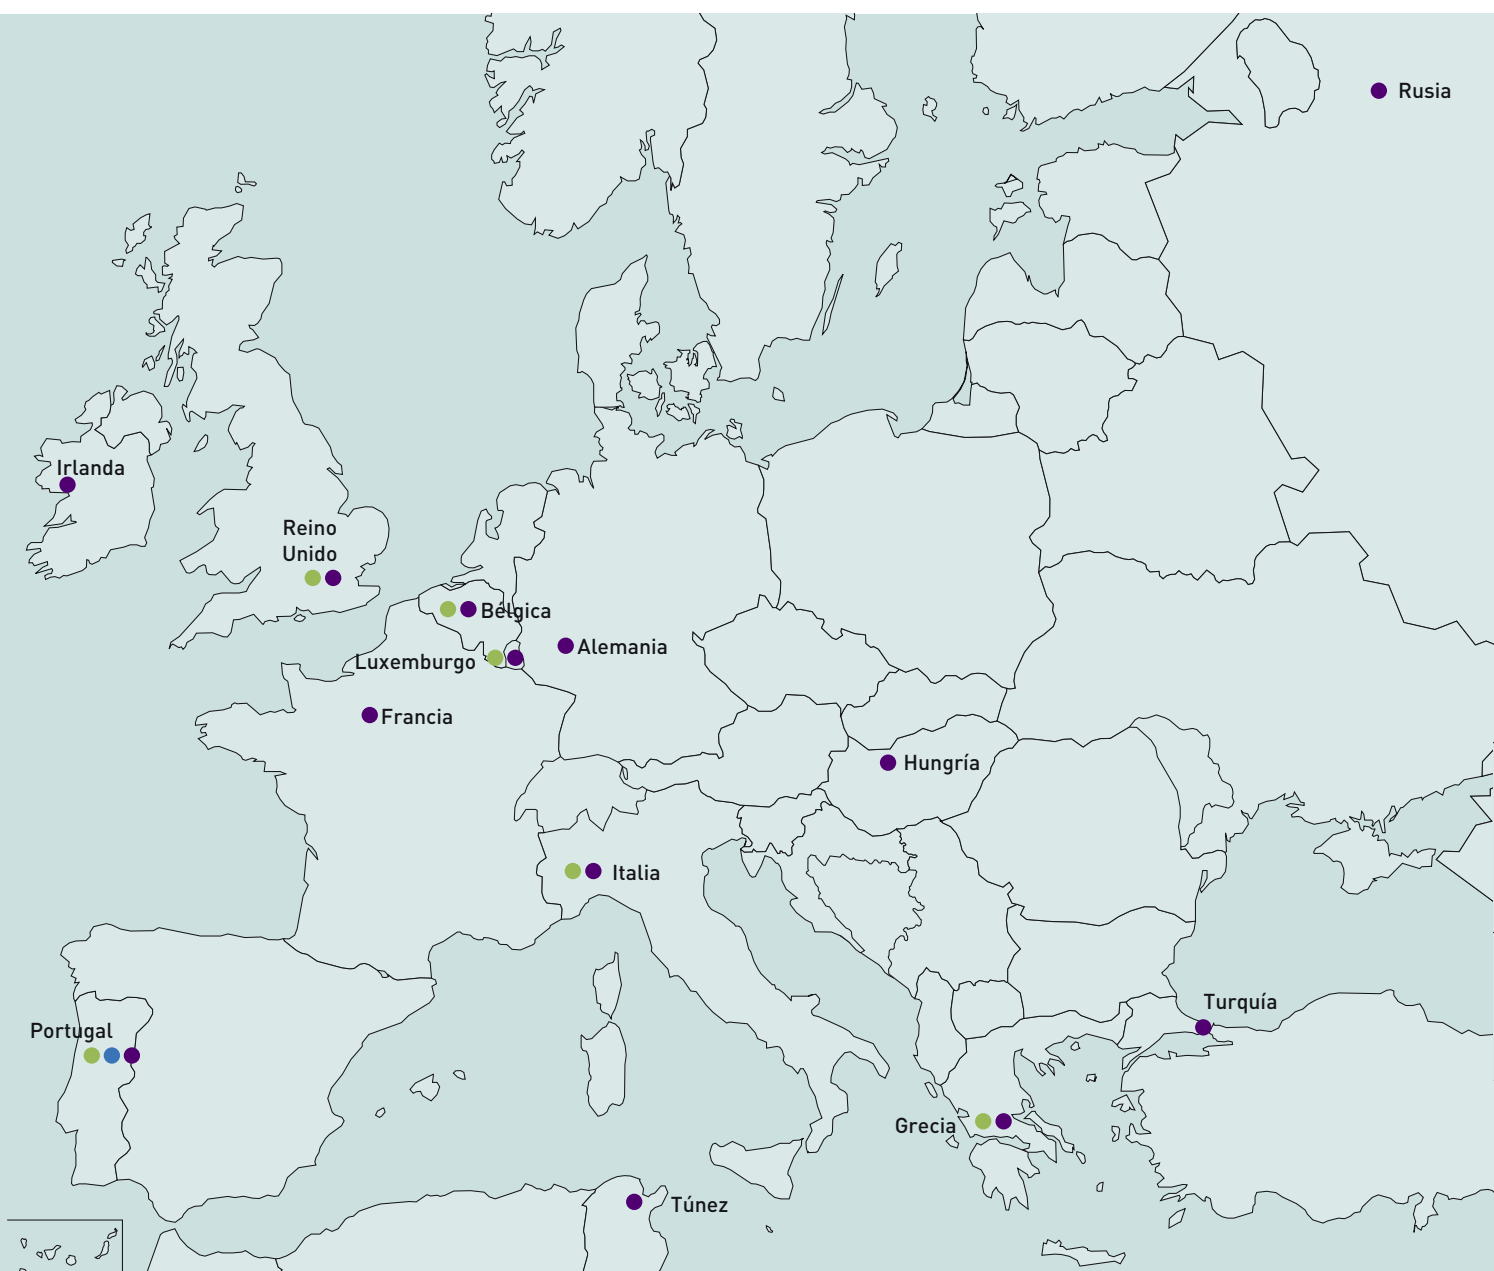 Rusia
Irlanda
Reino
Unido
Bélgica
Alemania
Luxemburgo
Francia
Hungría
Italia
Turquía
Portugal
Grecia
Túnez